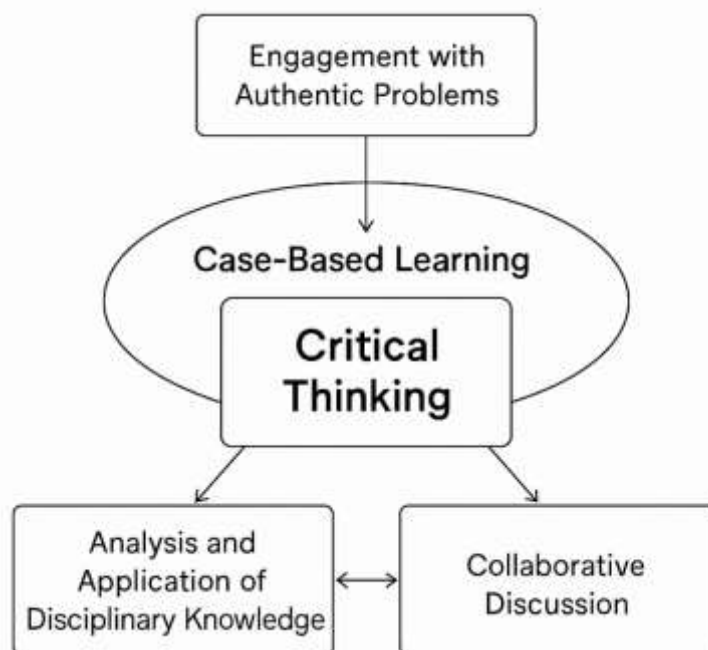 Engagement with
Authentic Problems
Case-Based Learning
Critical
Thinking
Analysis and
Application of
Disciplinary Knowledge
Collaborative
Discussion